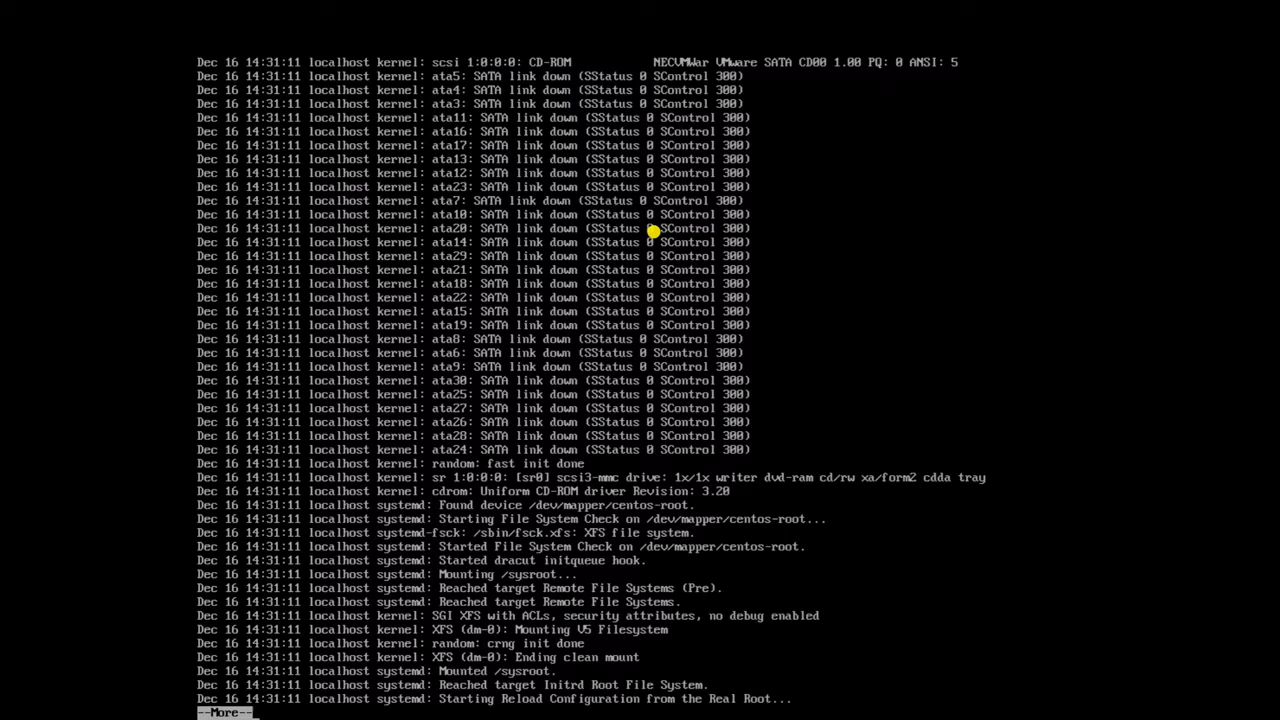 Dec 16 14:31:11 localhost kernel: scsi 1:0:0:0: CD-ROM            NECVMWar VMware SATA CD00 1.00 PQ: 0 ANSI: 5
Dec 16 14:31:11 localhost kernel: ata5: SATA link down (SStatus 0 SControl 300)
Dec 16 14:31:11 localhost kernel: ata4: SATA link down (SStatus 0 SControl 300)
Dec 16 14:31:11 localhost kernel: ata3: SATA link down (SStatus 0 SControl 300)
Dec 16 14:31:11 localhost kernel: ata11: SATA link down (SStatus 0 SControl 300)
Dec 16 14:31:11 localhost kernel: ata16: SATA link down (SStatus 0 SControl 300)
Dec 16 14:31:11 localhost kernel: ata17: SATA link down (SStatus 0 SControl 300)
Dec 16 14:31:11 localhost kernel: ata13: SATA link down (SStatus 0 SControl 300)
Dec 16 14:31:11 localhost kernel: ata12: SATA link down (SStatus 0 SControl 300)
Dec 16 14:31:11 localhost kernel: ata23: SATA link down (SStatus 0 SControl 300)
Dec 16 14:31:11 localhost kernel: ata7: SATA link down (SStatus 0 SControl 300)
Dec 16 14:31:11 localhost kernel: ata10: SATA link down (SStatus 0 SControl 300)
Dec 16 14:31:11 localhost kernel: ata20: SATA link down (SStatus 0 SControl 300)
Dec 16 14:31:11 localhost kernel: ata14: SATA link down (SStatus 0 SControl 300)
Dec 16 14:31:11 localhost kernel: ata29: SATA link down (SStatus 0 SControl 300)
Dec 16 14:31:11 localhost kernel: ata21: SATA link down (SStatus 0 SControl 300)
Dec 16 14:31:11 localhost kernel: ata18: SATA link down (SStatus 0 SControl 300)
Dec 16 14:31:11 localhost kernel: ata22: SATA link down (SStatus 0 SControl 300)
Dec 16 14:31:11 localhost kernel: ata15: SATA link down (SStatus 0 SControl 300)
Dec 16 14:31:11 localhost kernel: ata19: SATA link down (SStatus 0 SControl 300)
Dec 16 14:31:11 localhost kernel: ata8: SATA link down (SStatus 0 SControl 300)
Dec 16 14:31:11 localhost kernel: ata6: SATA link down (SStatus 0 SControl 300)
Dec 16 14:31:11 localhost kernel: ata9: SATA link down (SStatus 0 SControl 300)
Dec 16 14:31:11 localhost kernel: ata30: SATA link down (SStatus 0 SControl 300)
Dec 16 14:31:11 localhost kernel: ata25: SATA link down (SStatus 0 SControl 300)
Dec 16 14:31:11 localhost kernel: ata27: SATA link down (SStatus 0 SControl 300)
Dec 16 14:31:11 localhost kernel: ata26: SATA link down (SStatus 0 SControl 300)
Dec 16 14:31:11 localhost kernel: ata28: SATA link down (SStatus 0 SControl 300)
Dec 16 14:31:11 localhost kernel: ata24: SATA link down (SStatus 0 SControl 300)
Dec 16 14:31:11 localhost kernel: random: fast init done
Dec 16 14:31:11 localhost kernel: sr 1:0:0:0: [sr0] scsi3-mmc drive: 1x/1x writer dvd-ram cd/rw xa/form2 cdda tray
Dec 16 14:31:11 localhost kernel: cdrom: Uniform CD-ROM driver Revision: 3.20
Dec 16 14:31:11 localhost systemd: Found device /dev/mapper/centos-root.
Dec 16 14:31:11 localhost systemd: Starting File System Check on /dev/mapper/centos-root...
Dec 16 14:31:11 localhost systemd-fsck: /sbin/fsck.xfs: XFS file system.
Dec 16 14:31:11 localhost systemd: Started File System Check on /dev/mapper/centos-root.
Dec 16 14:31:11 localhost systemd: Started dracut initqueue hook.
Dec 16 14:31:11 localhost systemd: Mounting /sysroot...
Dec 16 14:31:11 localhost systemd: Reached target Remote File Systems (Pre).
Dec 16 14:31:11 localhost systemd: Reached target Remote File Systems.
Dec 16 14:31:11 localhost kernel: SGI XFS with ACLs, security attributes, no debug enabled
Dec 16 14:31:11 localhost kernel: XFS (dm-0): Mounting V5 Filesystem
Dec 16 14:31:11 localhost kernel: random: crng init done
Dec 16 14:31:11 localhost kernel: XFS (dm-0): Ending clean mount
Dec 16 14:31:11 localhost systemd: Mounted /sysroot.
Dec 16 14:31:11 localhost systemd: Reached target Initrd Root File System.
Dec 16 14:31:11 localhost systemd: Starting Reload Configuration from the Real Root...
--More--